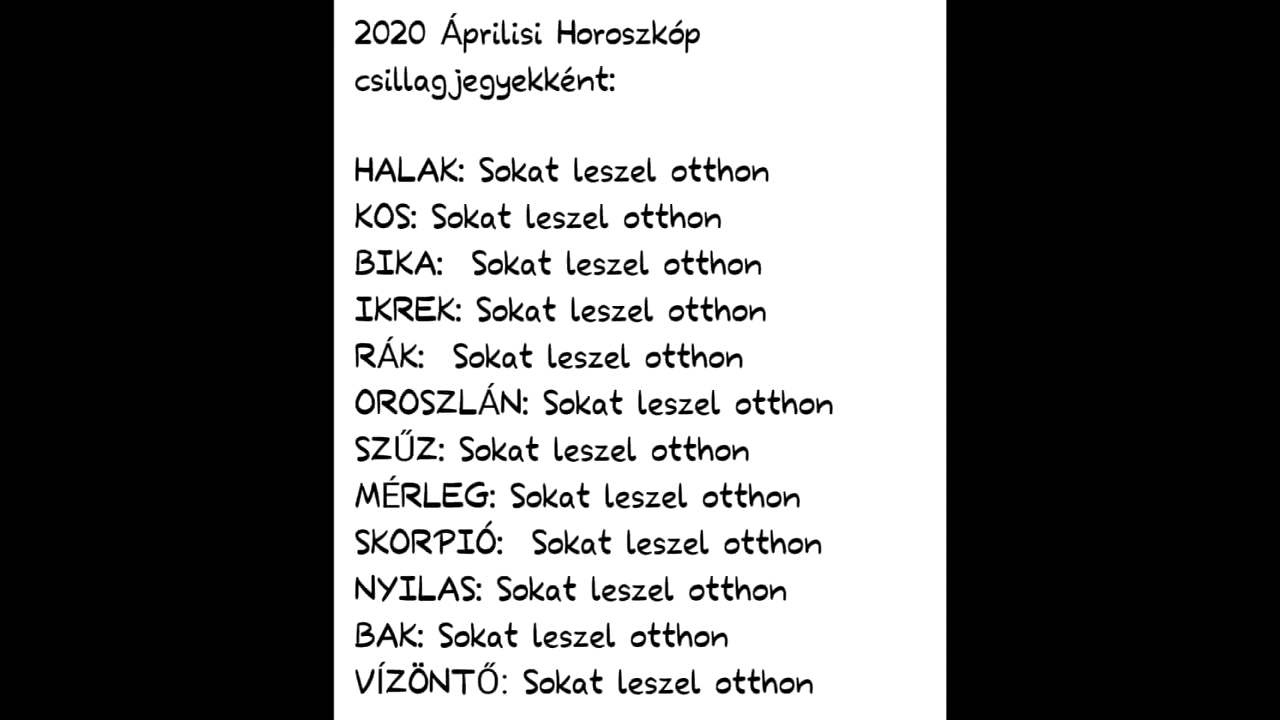 2020 Áprilisi Horoszkóp
csillagjegyekként:
HALAK: Sokat leszel otthon
KOS: Sokat leszel otthon
BIKA: Sokat leszel otthon
IKREK: Sokat leszel otthon
RÁK: Sokat leszel otthon
OROSZLÁN: Sokat leszel otthon
SZŰZ: Sokat leszel otthon
MÉRLEG: Sokat leszel otthon
SKORPIÓ: Sokat leszel otthon
NYILAS: Sokat leszel otthon
BAK: Sokat leszel otthon
VÍZÖNTŐ: Sokat leszel otthon